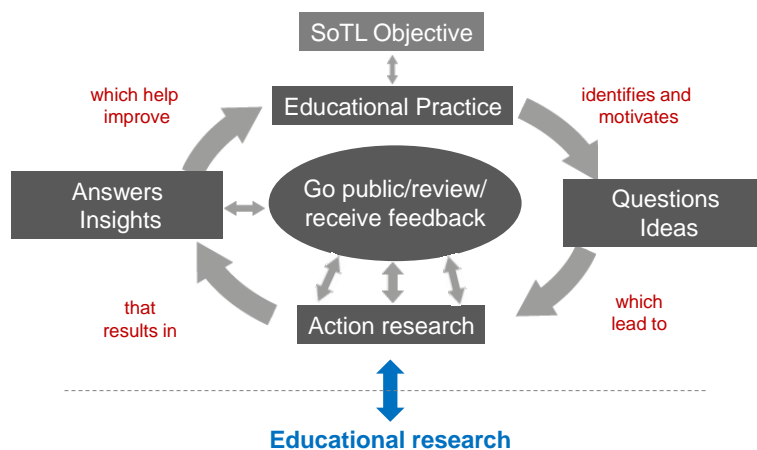 SoTL Objective
which help
improve
Educational Practice
identifies and
motivates
Answers
Insights
Go public/review/
receive feedback
Questions
Ideas
that
results in
Action research
which
lead to
Educational research